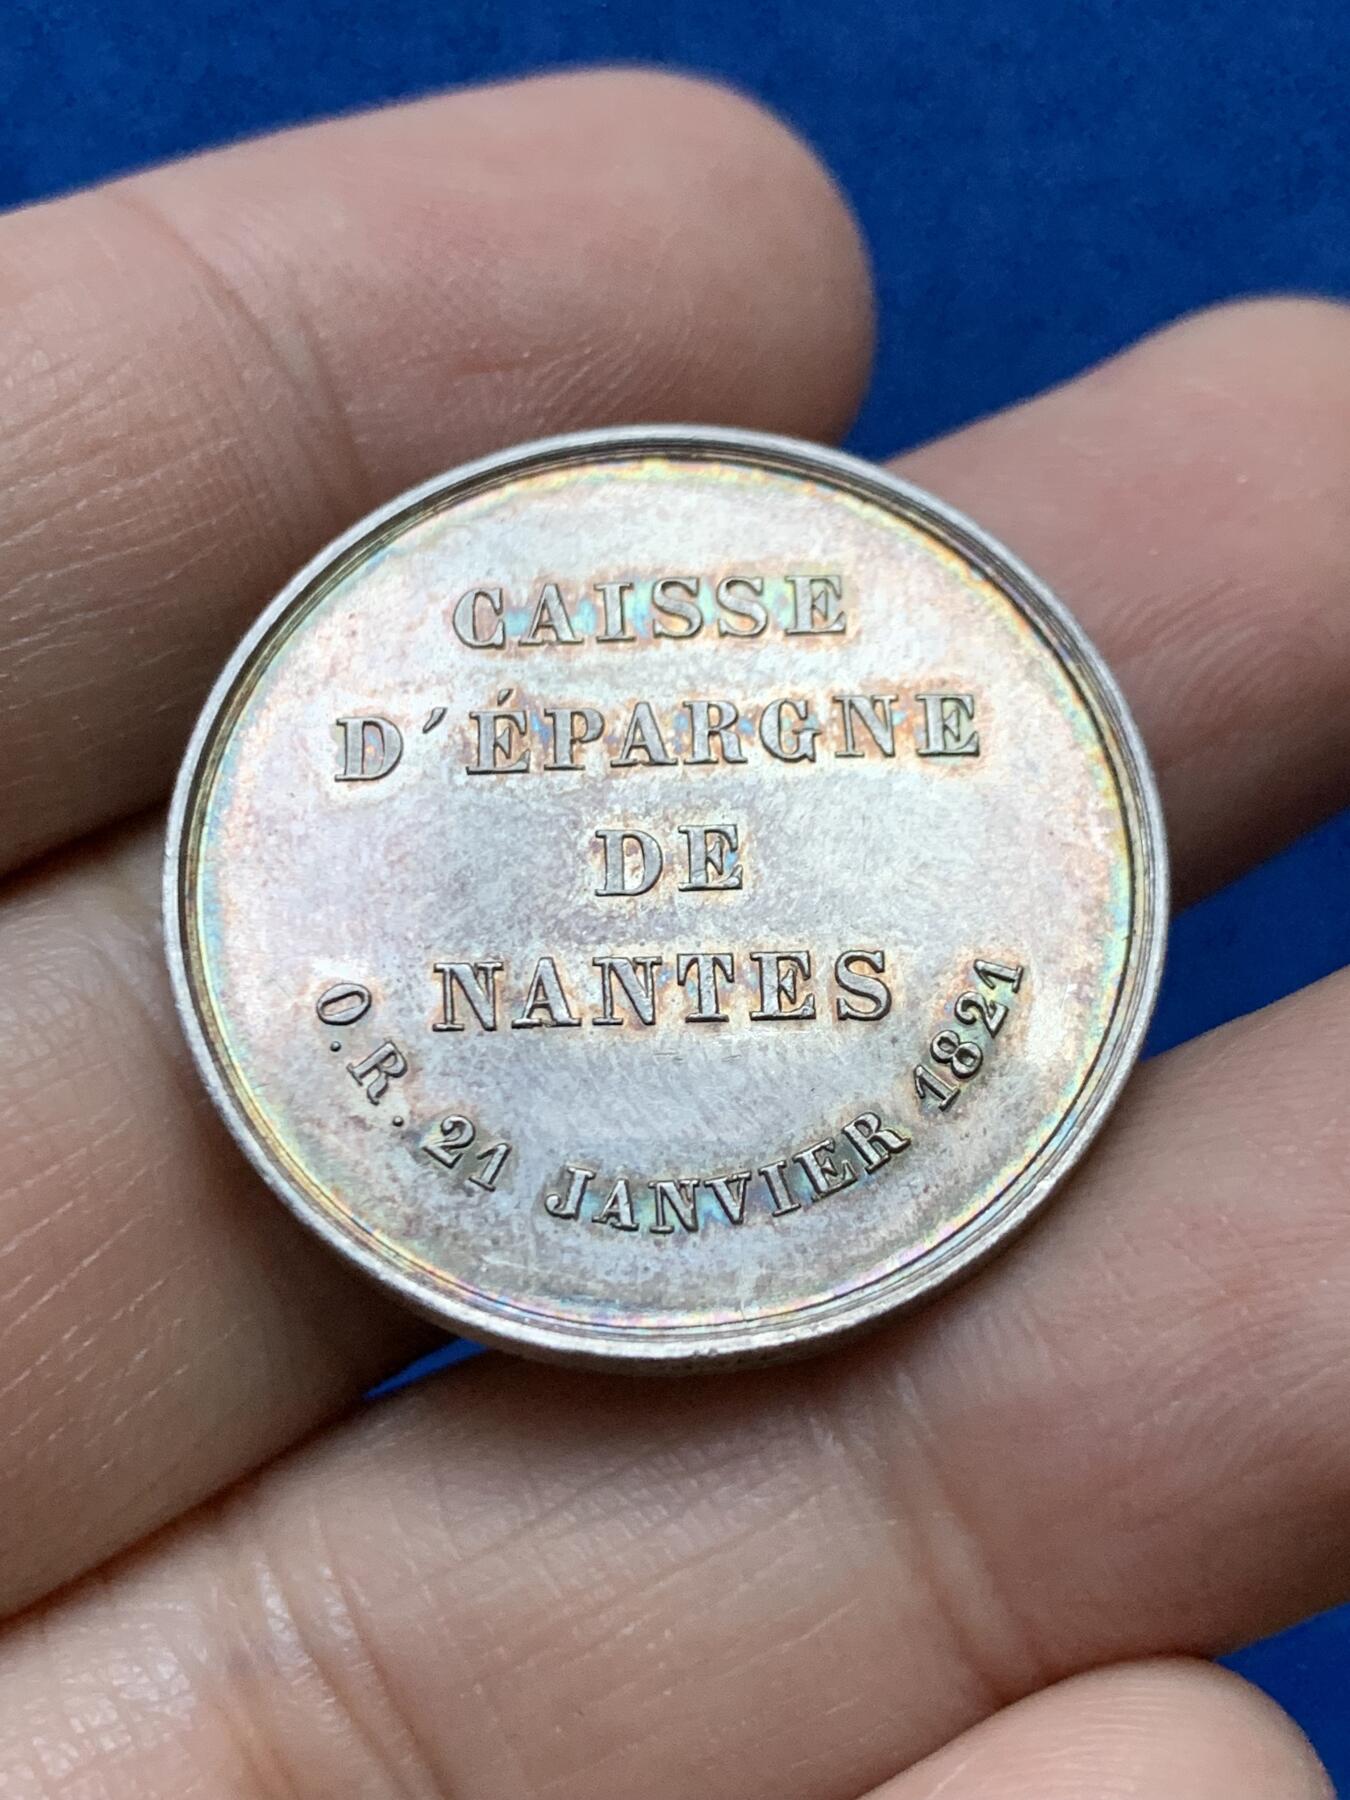 CAISSE
D'ÉPARGNE
DE
NANTES
O.R. 21 JANVIER 1821